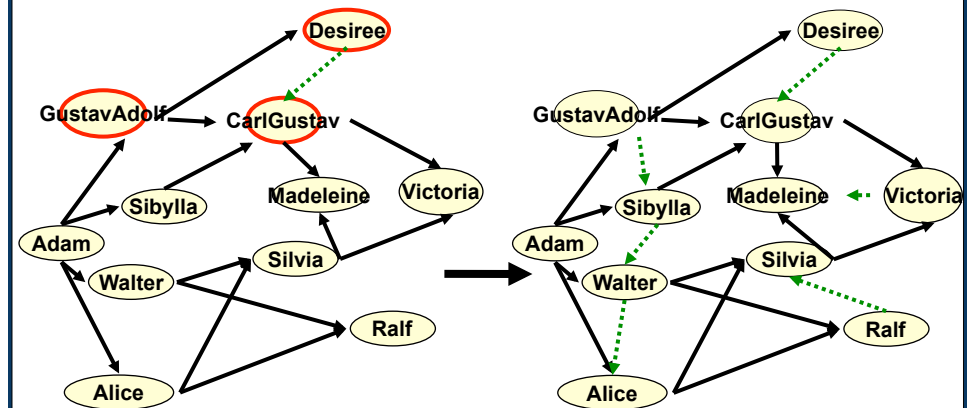 Desiree
GustavAdolf
CarlGustav
Sibylla
Madeleine
Victoria
Adam
Silvia
Walter
Ralf
Alice
Desiree
GustavAdolf
CarlGustav
Sibylla
Madeleine
Victoria
Adam
Silvia
Walter
Ralf
Alice